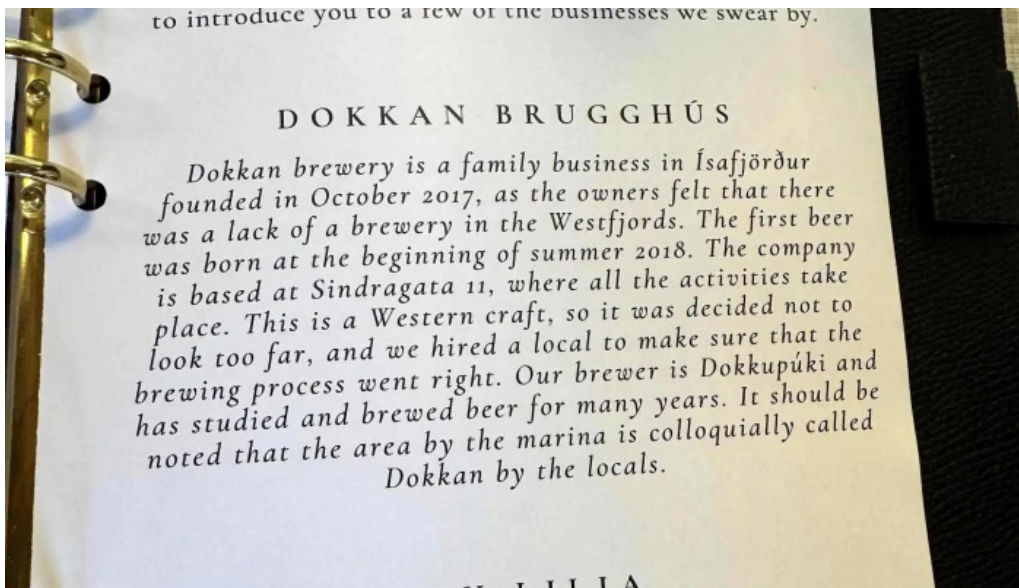 to introduce you to a few of the businesses we swear by.
DOKKAN BRUGGHÚS
Dokkan brewery is a family business in Ísafjörður
founded in October 2017, as the owners felt that there
was a lack of a brewery in the Westfjords. The first beer
was born at the beginning of summer 2018. The company
is based at Sindragata 11, where all the activities take
place. This is a Western craft, so it was decided not to
look too far, and we hired a local to make sure that the
brewing process went right. Our brewer is Dokkupúki and
has studied and brewed beer for many years. It should be
noted that the area by the marina is colloquially called
Dokkan by the locals.